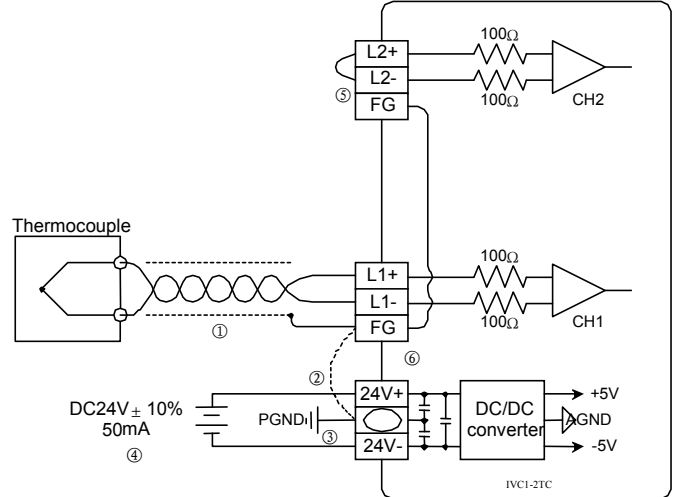 100Ω
L2+
L2-
⑤
FG
100Ω
CH2
Thermocouple
100Ω
L1+
L1-
①
FG
100Ω
CH1
⑥
②
24V+
DC24V ± 10%
50mA
PGND
③
④
24V-
DC/DC
converter
+5V
AGND
-5V
IVC1-2TC